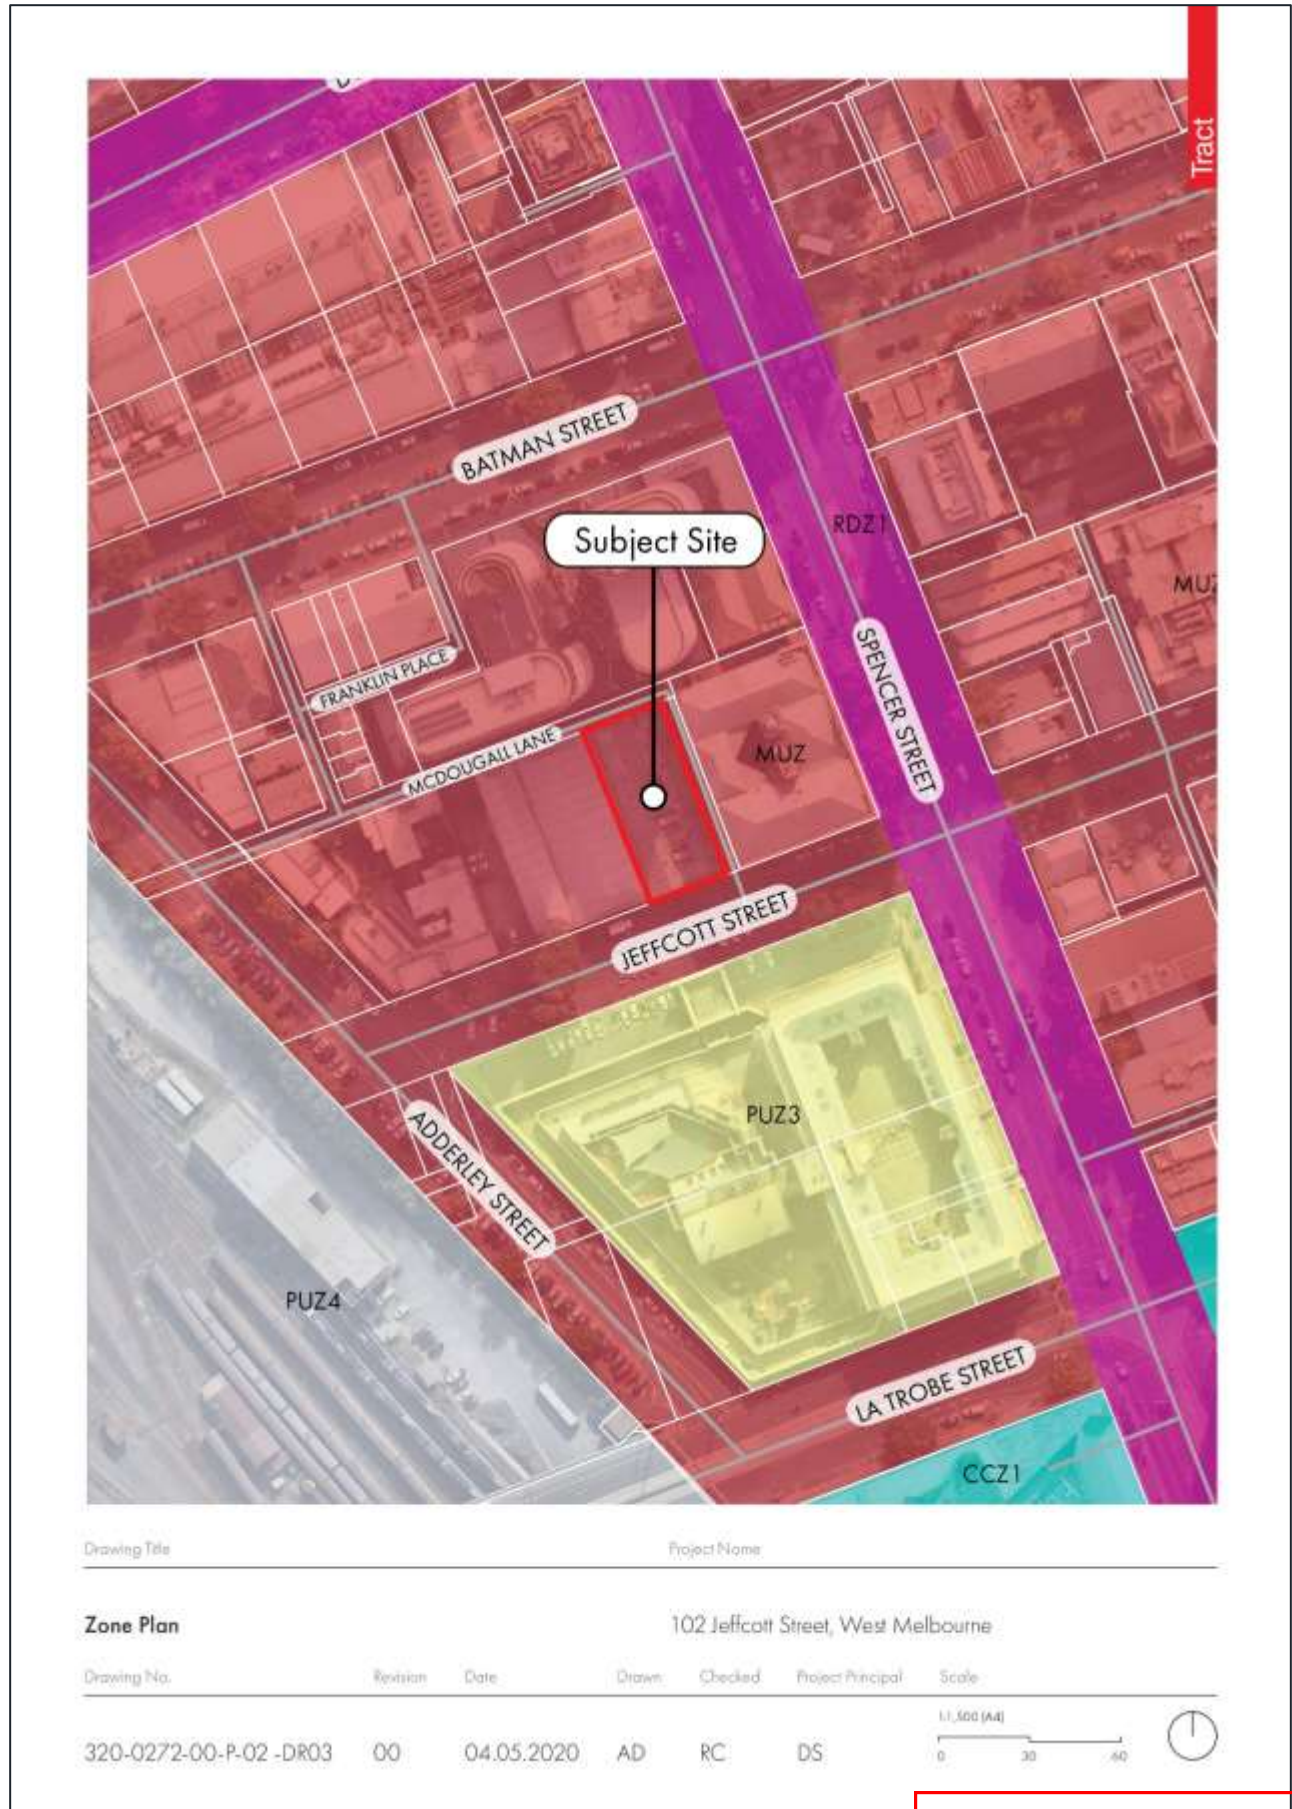 Tract
BATMAN STREET
Subject Site
RDZ1
MUZ
FRANKLIN PLACE
SPENCER STREET
MCDOUGALL LANE
MUZ
JEFFCOTT STREET
PUZ3
ADDERLEY STREET
PUZ4
LA TROBE STREET
CCZ1
Drawing Title
Project Name
Zone Plan
102 Jeffcott Street, West Melbourne
Drawing No. Revision Date Drawn Checked Project Principal Scale
1:1,500 (A4)
320-0272-00-P-02 -DR03 00 04.05.2020 AD RC DS
0 30 60